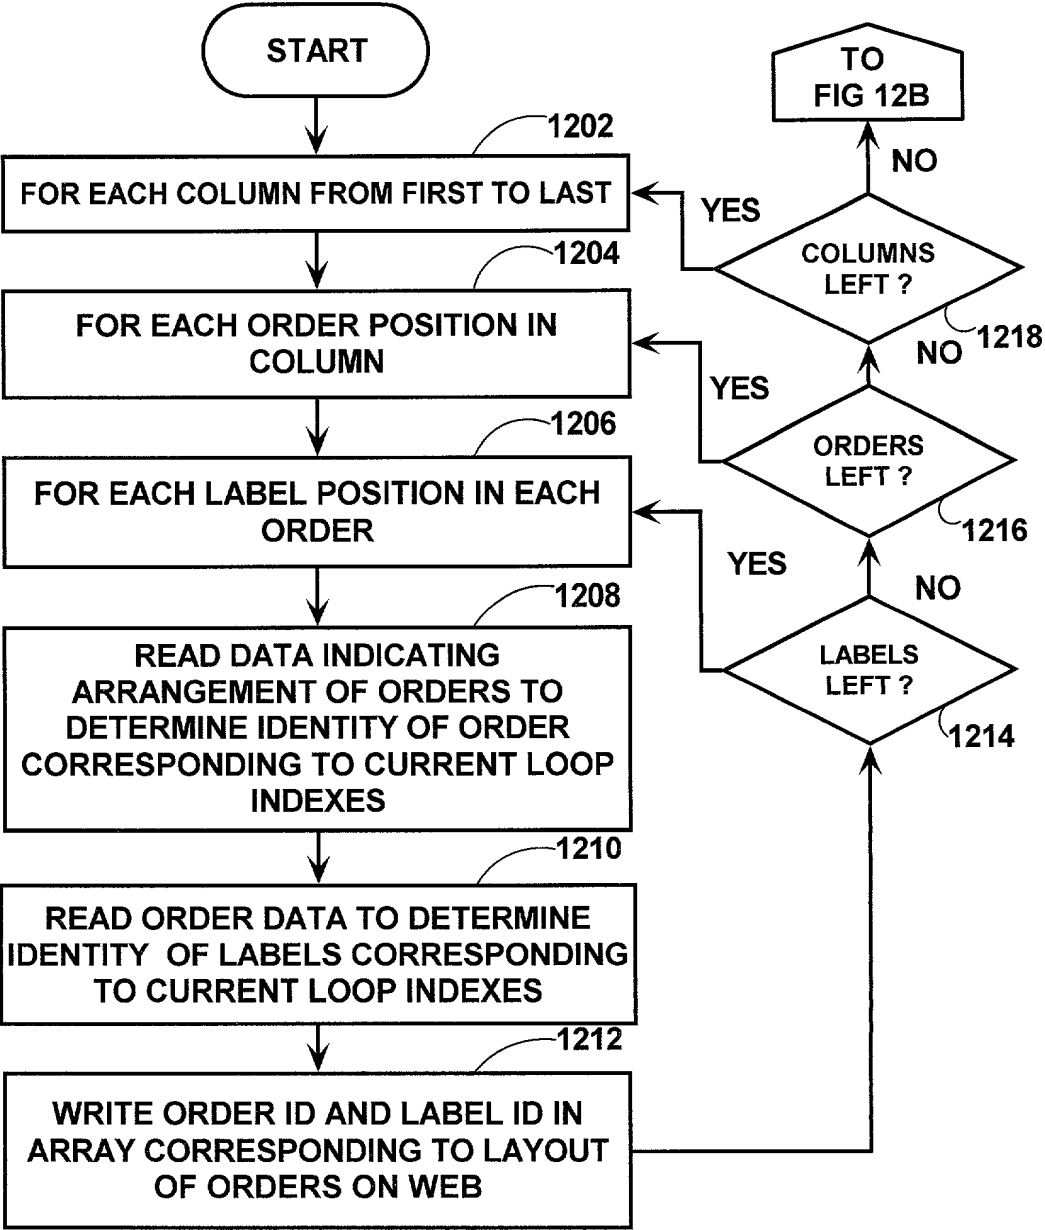 START
1202
FOR EACH COLUMN FROM FIRST TO LAST
1204
FOR EACH ORDER POSITION IN
COLUMN
1206
FOR EACH LABEL POSITION IN EACH
ORDER
1208
READ DATA INDICATING
ARRANGEMENT OF ORDERS TO
DETERMINE IDENTITY OF ORDER
CORRESPONDING TO CURRENT LOOP
INDEXES
1210
READ ORDER DATA TO DETERMINE
IDENTITY OF LABELS CORRESPONDING
TO CURRENT LOOP INDEXES
1212
WRITE ORDER ID AND LABEL ID IN
ARRAY CORRESPONDING TO LAYOUT
OF ORDERS ON WEB
TO
FIG 12B
NO
YES
COLUMNS
LEFT ?
1218
NO
YES
ORDERS
LEFT ?
1216
YES
NO
LABELS
LEFT ?
1214